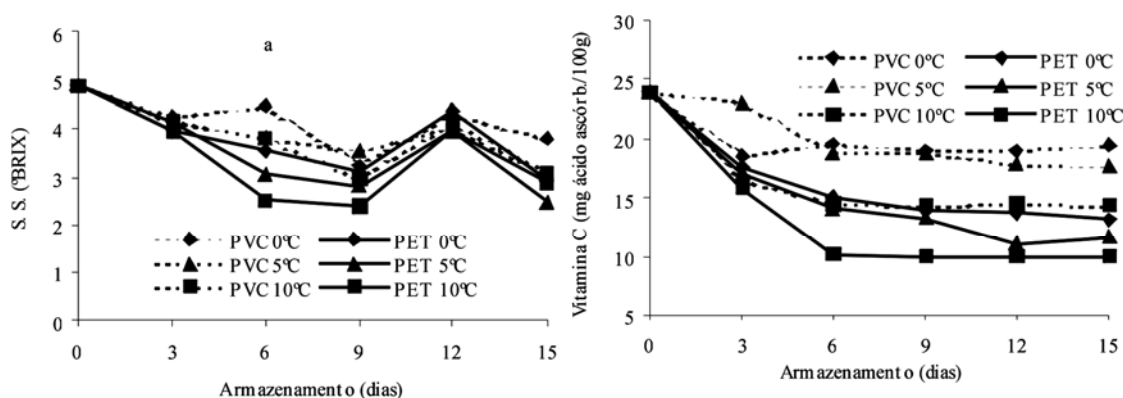 a
S. S. (ºBRIX)
6
5
4
3
2
1
0
PVC 0ºC PET 0ºC
PVC 5ºC PET 5ºC
PVC 10ºC PET 10ºC
0 3 6 9 12 15
Armazenamento (dias)
Vitamina C (mg ácido ascórb./100g)
30
25
20
15
10
5
PVC 0ºC PET 0ºC
PVC 5ºC PET 5ºC
PVC 10ºC PET 10ºC
0 3 6 9 12 15
Armazenamento (dias)